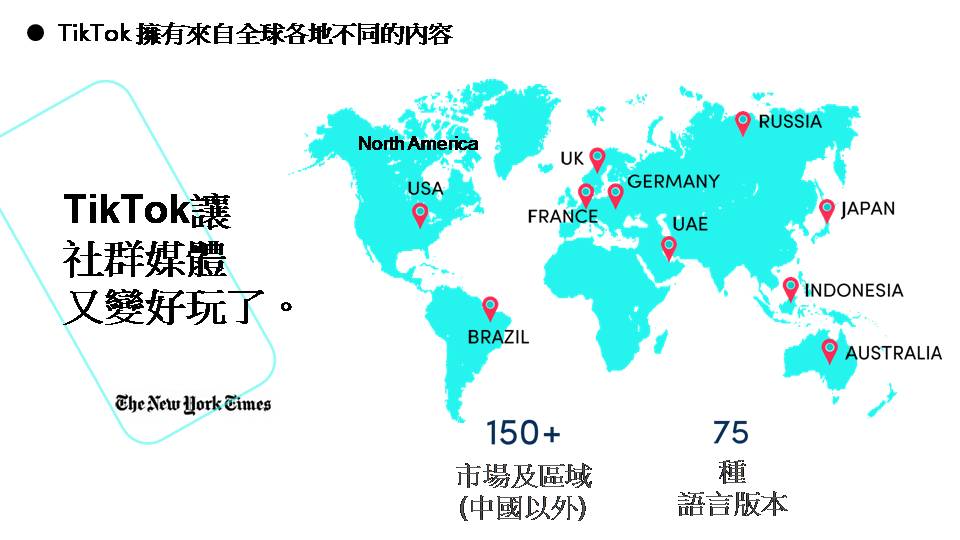 ● TikTok 擁有來自全球各地不同的內容
TikTok讓
社群媒體
又變好玩了。
The New York Times
North America
USA
BRAZIL
UK
FRANCE
GERMANY
UAE
RUSSIA
JAPAN
INDONESIA
AUSTRALIA
150+
市場及區域
(中國以外)
75
種
語言版本